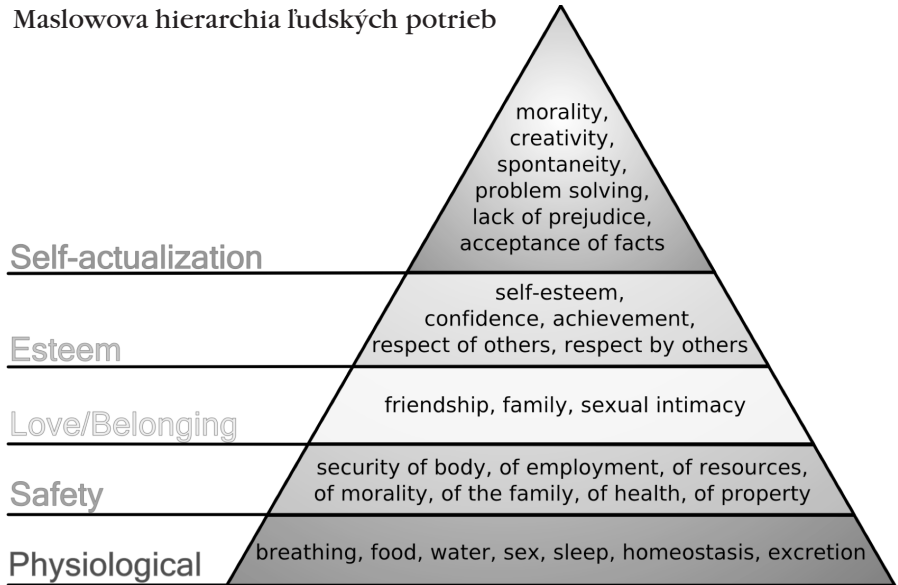 Maslowova hierarchia ľudských potrieb
morality,
creativity,
spontaneity,
problem solving,
lack of prejudice,
acceptance of facts
Self-actualization
self-esteem,
confidence, achievement,
respect of others, respect by others
Esteem
friendship, family, sexual intimacy
Love/Belonging
security of body, of employment, of resources,
of morality, of the family, of health, of property
Safety
breathing, food, water, sex, sleep, homeostasis, excretion
Physiological